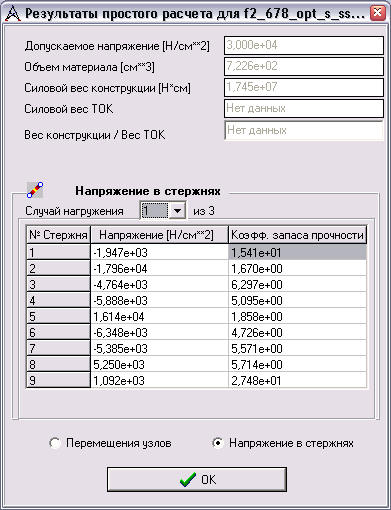 Результаты простого расчета для f2_678_opt_s_ss...
Допускаемое напряжение [Н/см**2] 3,000e+04
Объем материала [см**3] 7,226e+02
Силовой вес конструкции [Н*см] 1,745e+07
Силовой вес ТОК Нет данных
Вес конструкции / Вес ТОК Нет данных
Напряжение в стержнях
Случай нагружения 1 из 3
№ Стержня Напряжение [Н/см**2] Коэфф. запаса прочности
1 -1,947e+03 1,541e+01
2 -1,796e+04 1,670e+00
3 -4,764e+03 6,297e+00
4 -5,888e+03 5,095e+00
5 1,614e+04 1,858e+00
6 -6,348e+03 4,726e+00
7 -5,385e+03 5,571e+00
8 5,250e+03 5,714e+00
9 1,092e+03 2,748e+01
Перемещения узлов Напряжение в стержнях
OK